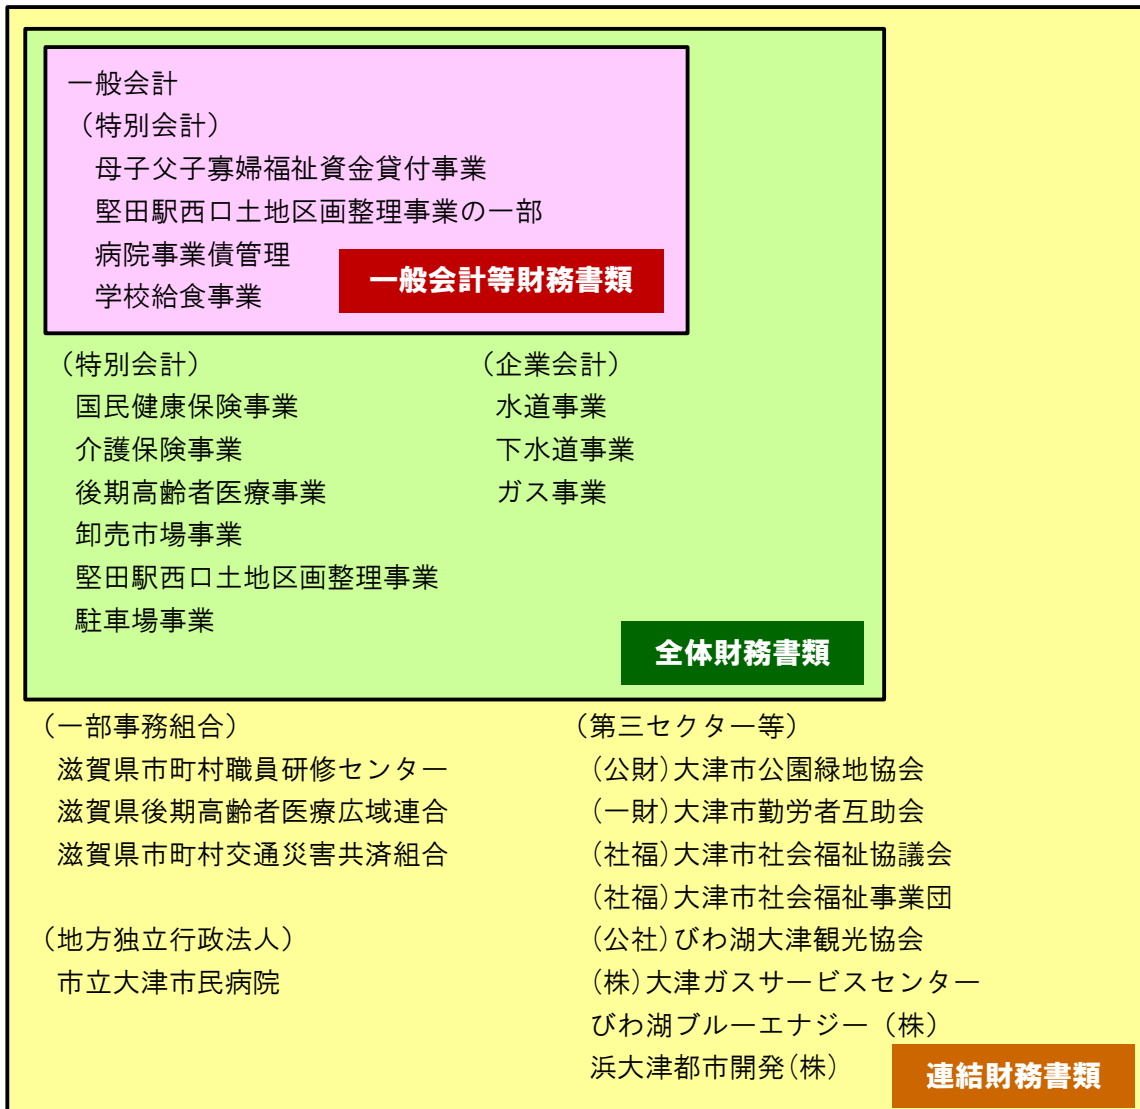 一般会計
(特別会計)
母子父子寡婦福祉資金貸付事業
堅田駅西口土地区画整理事業の一部
病院事業債管理
学校給食事業
一般会計等財務書類
(特別会計)
国民健康保険事業
介護保険事業
後期高齢者医療事業
卸売市場事業
堅田駅西口土地区画整理事業
駐車場事業
(企業会計)
水道事業
下水道事業
ガス事業
全体財務書類
(一部事務組合)
滋賀県市町村職員研修センター
滋賀県後期高齢者医療広域連合
滋賀県市町村交通災害共済組合
(地方独立行政法人)
市立大津市民病院
(第三セクター等)
(公財)大津市公園緑地協会
(一財)大津市勤労者互助会
(社福)大津市社会福祉協議会
(社福)大津市社会福祉事業団
(公社)びわ湖大津観光協会
(株)大津ガスサービスセンター
びわ湖ブルーエナジー(株)
浜大津都市開発(株)
連結財務書類